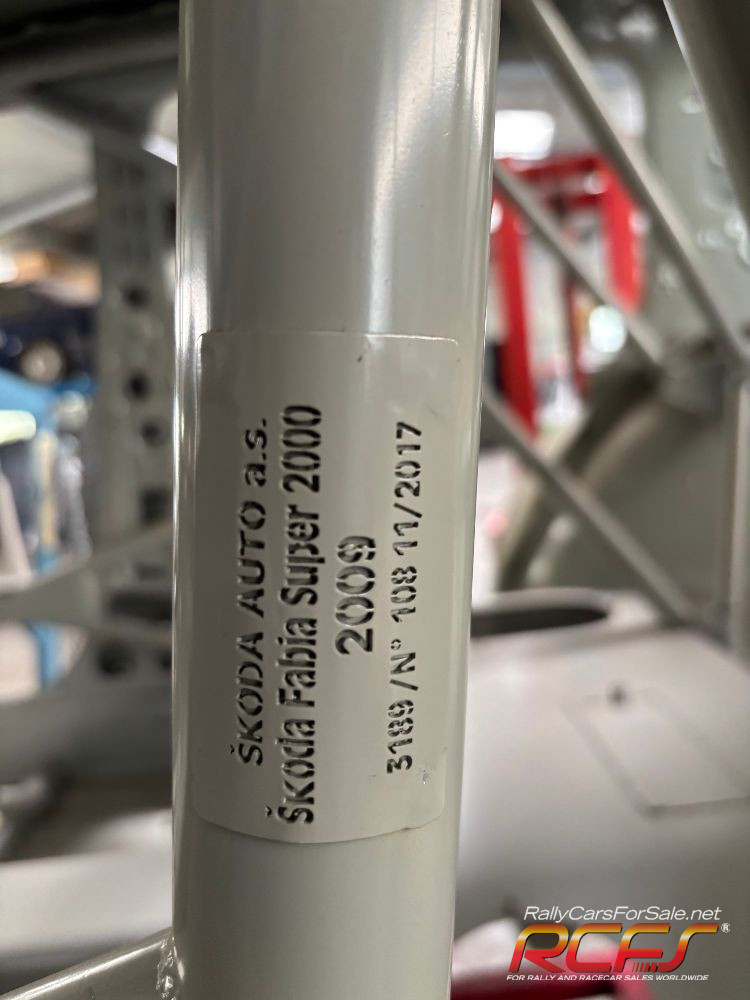 ŠKODA AUTO a.s.
Škoda Fabia Super 2000
2009
3189 /N° 108 11/2017
RallyCarsForSale.net
RCFS®
FOR RALLY AND RACECAR SALES WORLDWIDE